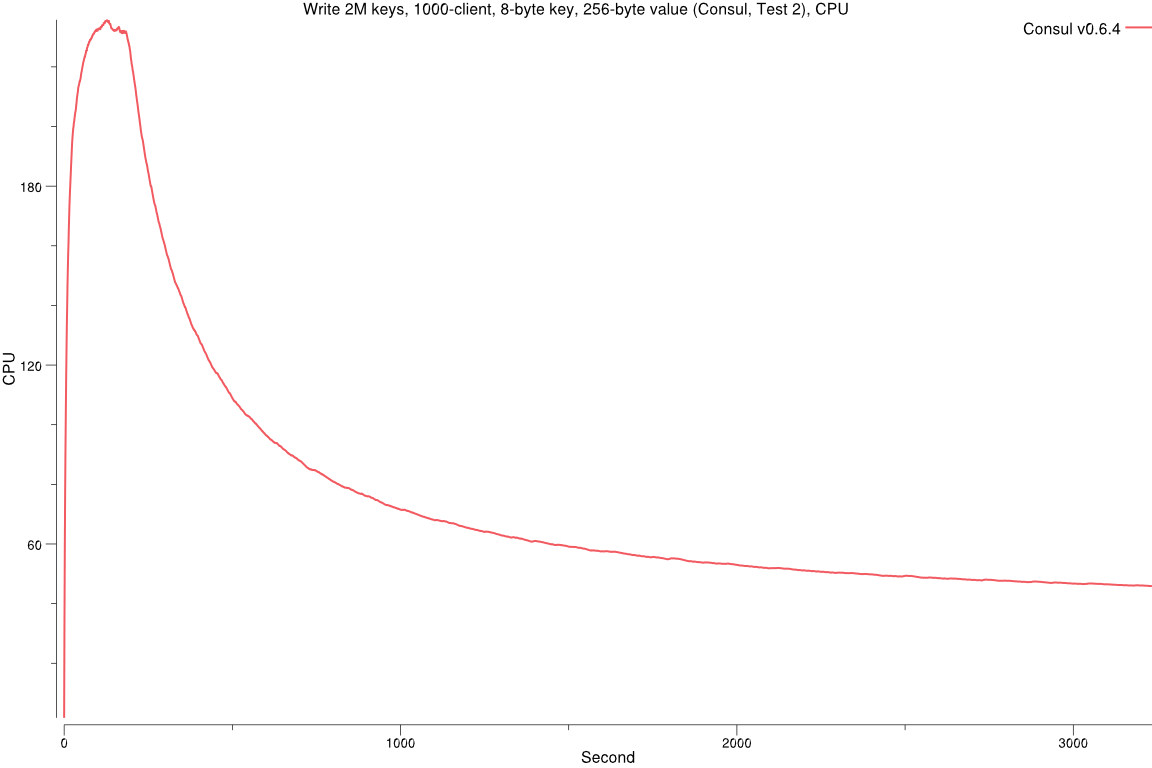 Write 2M keys, 1000-client, 8-byte key, 256-byte value (Consul, Test 2), CPU
Consul v0.6.4
180
120
60
CPU
0
1000
2000
3000
Second